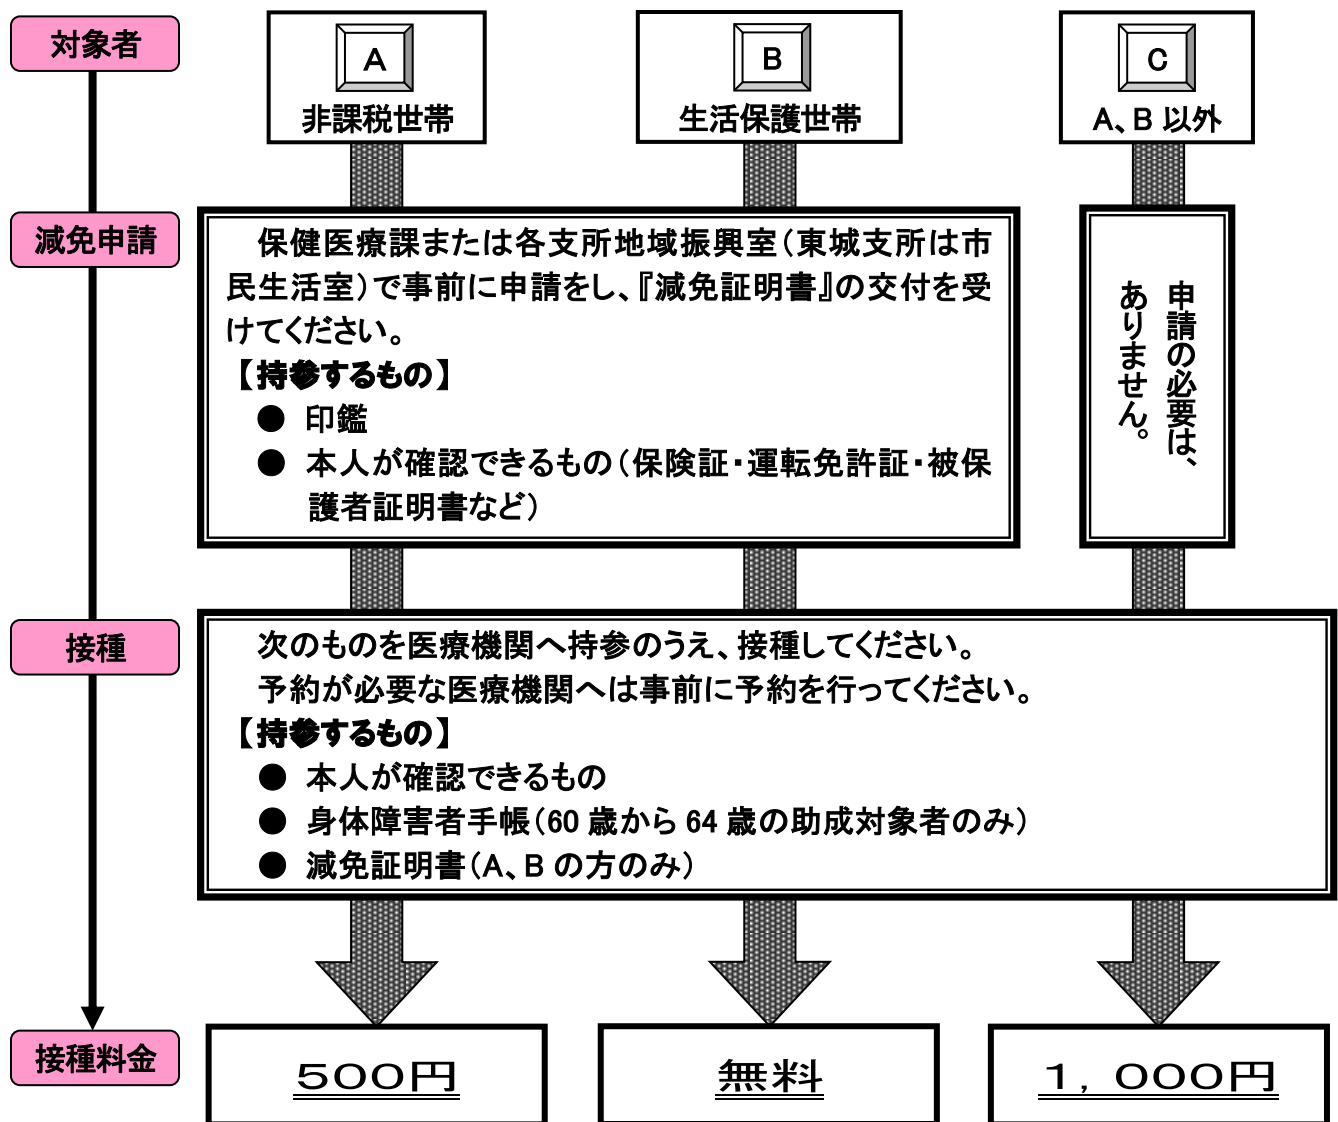 対象者
A
非課税世帯
B
生活保護世帯
C
A、B 以外
減免申請
保健医療課または各支所地域振興室(東城支所は市
民生活室)で事前に申請をし、『減免証明書』の交付を受
けてください。
【持参するもの】
● 印鑑
● 本人が確認できるもの(保険証・運転免許証・被保
護者証明書など)
申請の必要は、
ありません。
接種
次のものを医療機関へ持参のうえ、接種してください。
予約が必要な医療機関へは事前に予約を行ってください。
【持参するもの】
● 本人が確認できるもの
● 身体障害者手帳(60 歳から 64 歳の助成対象者のみ)
● 減免証明書(A、B の方のみ)
接種料金
500円
無料
1,000円